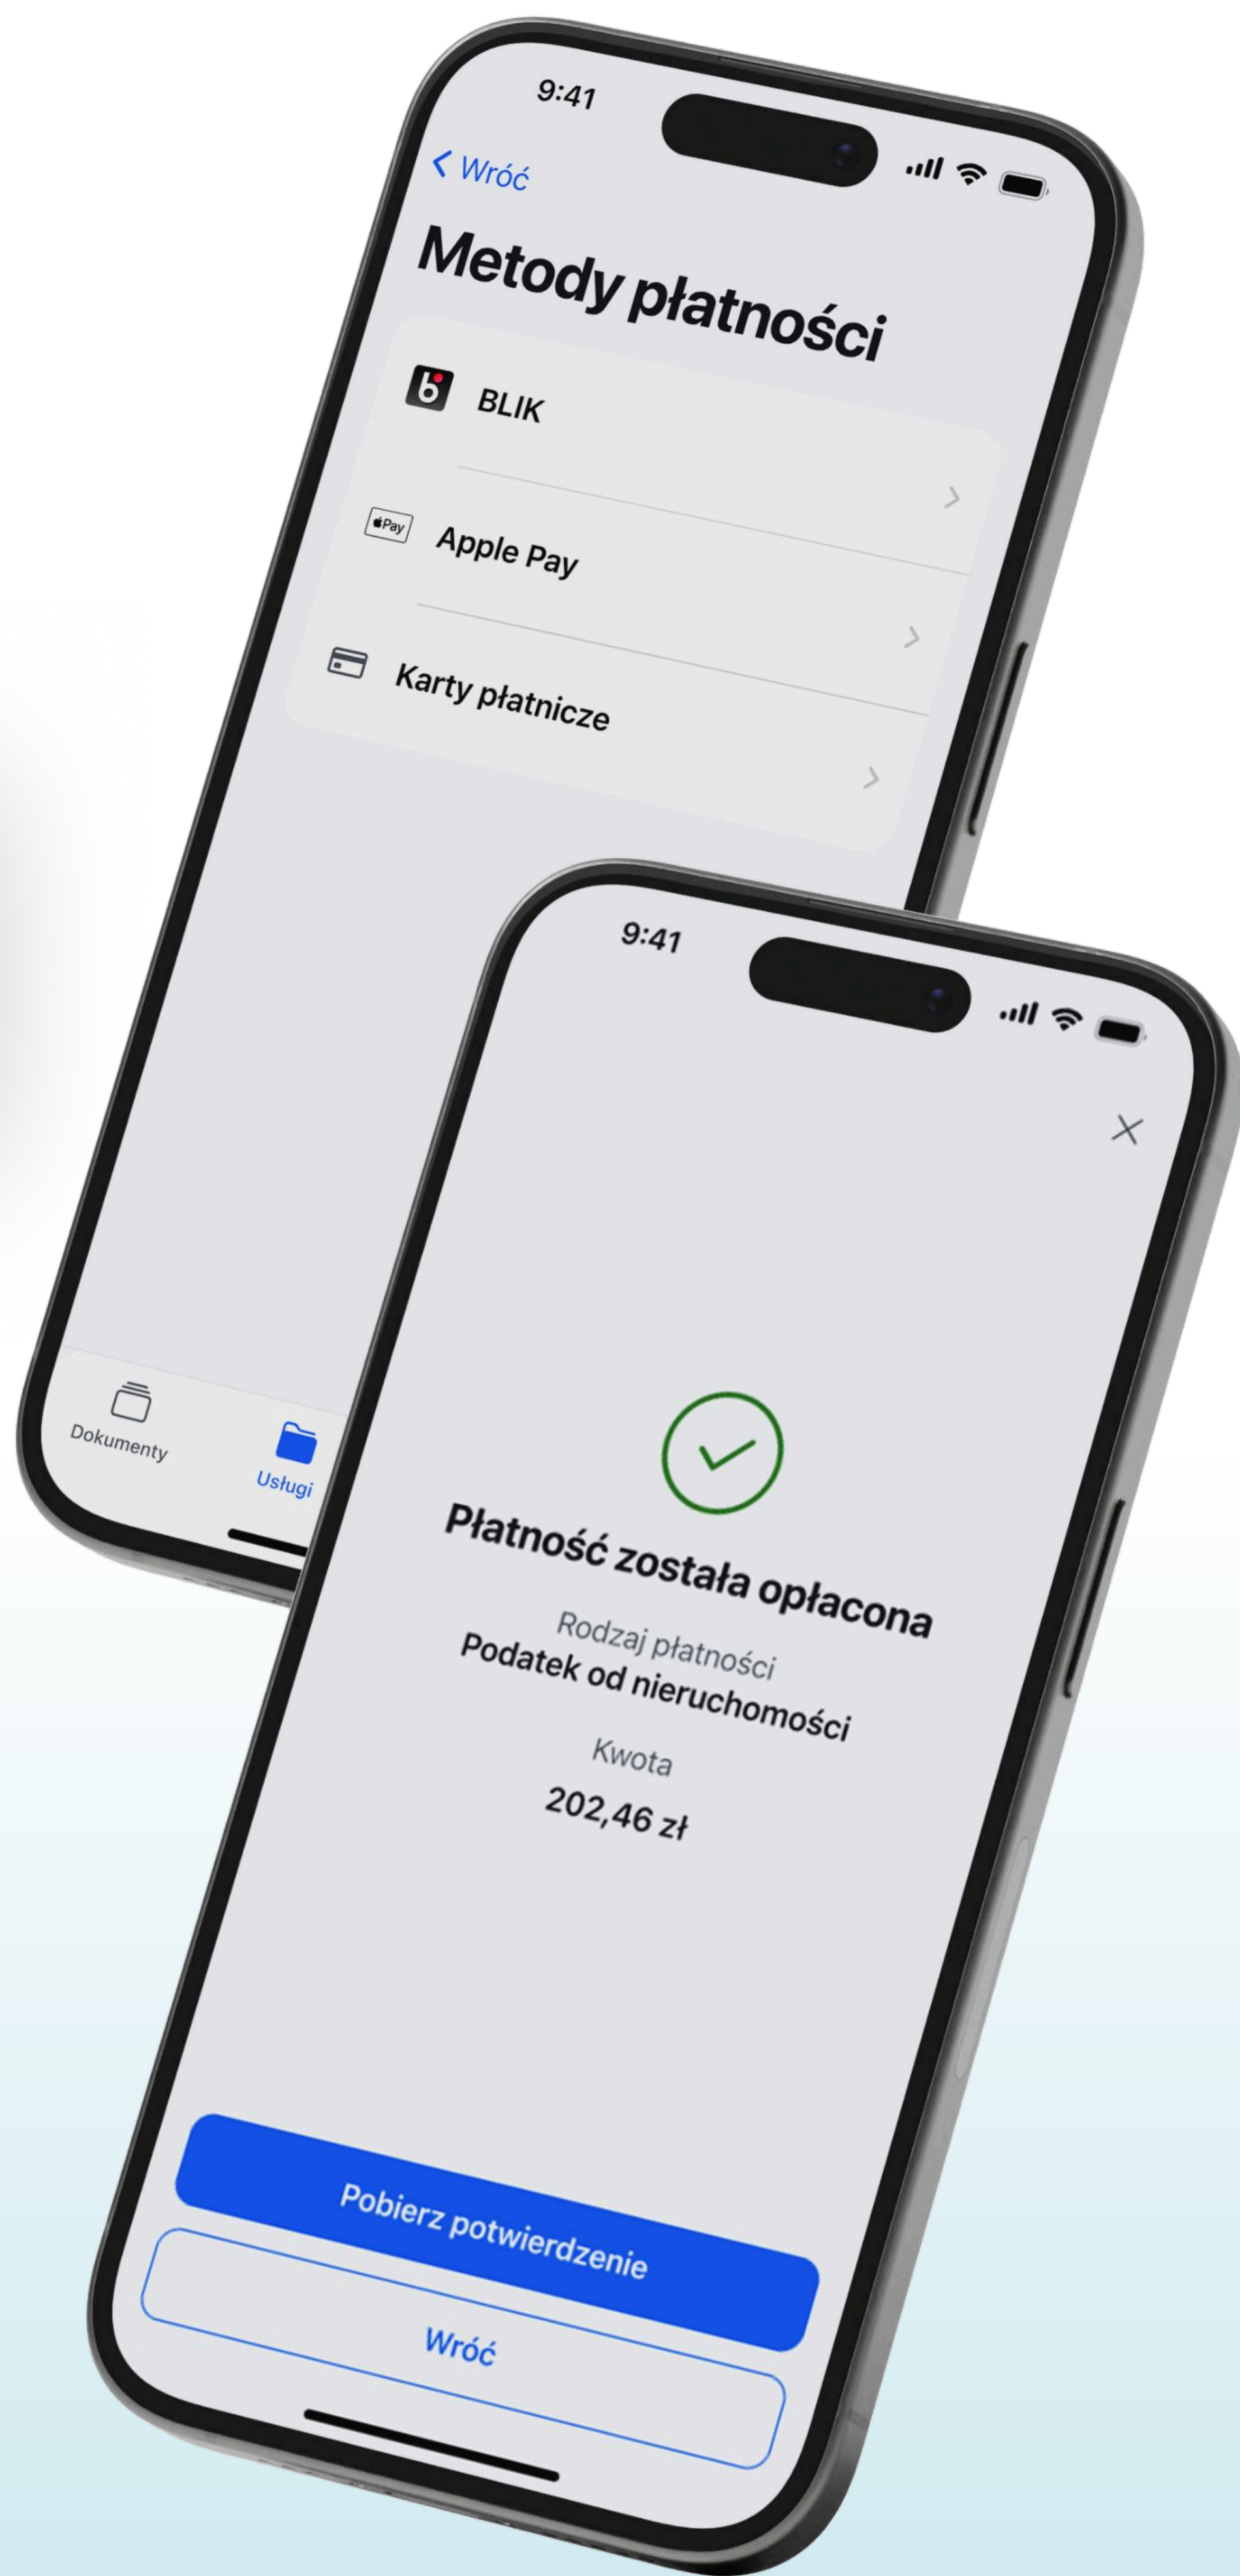 9:41
Wróć
Metody płatności
BLIK
Pay
Apple Pay
Karty płatnicze
Dokumenty
Usługi
9:41
Płatność została opłacona
Rodzaj płatności
Podatek od nieruchomości
Kwota
202,46 zł
Pobierz potwierdzenie
Wróć